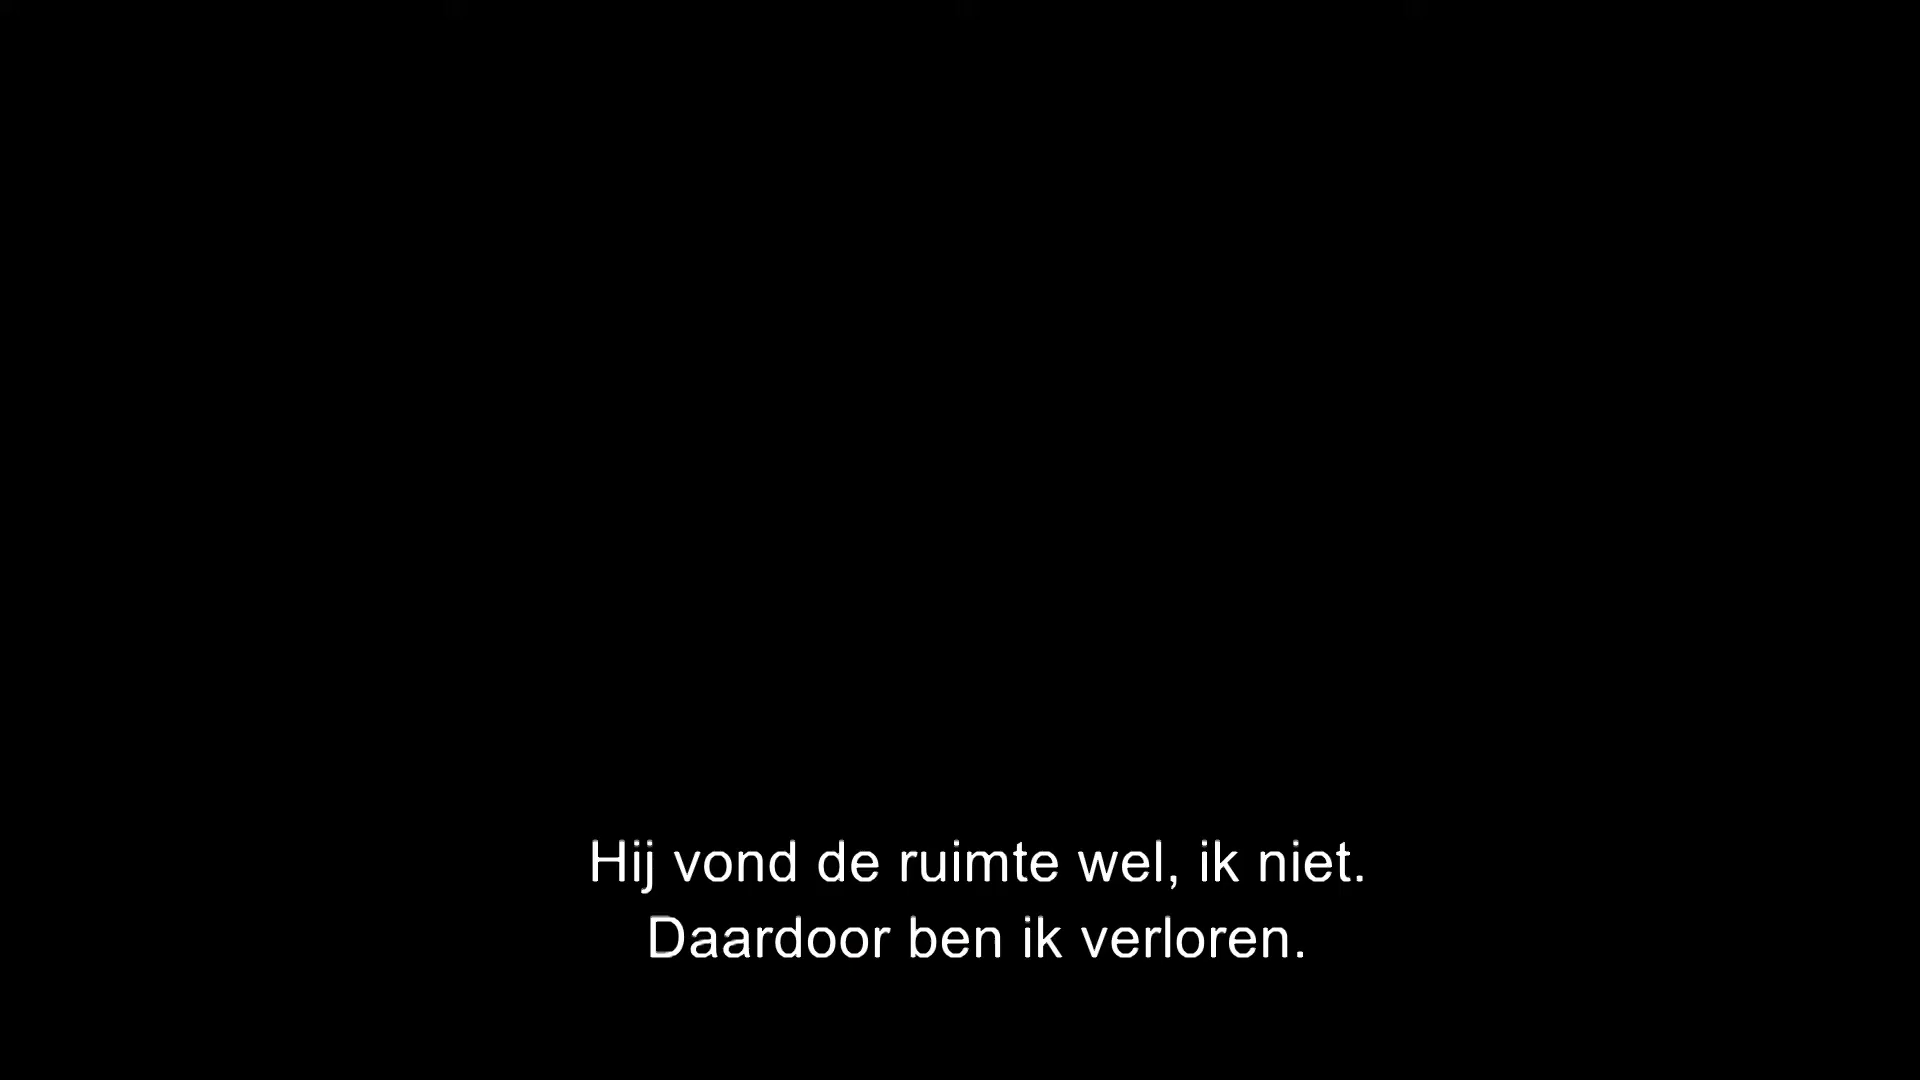 Hij vond de ruimte wel, ik niet.
Daardoor ben ik verloren.